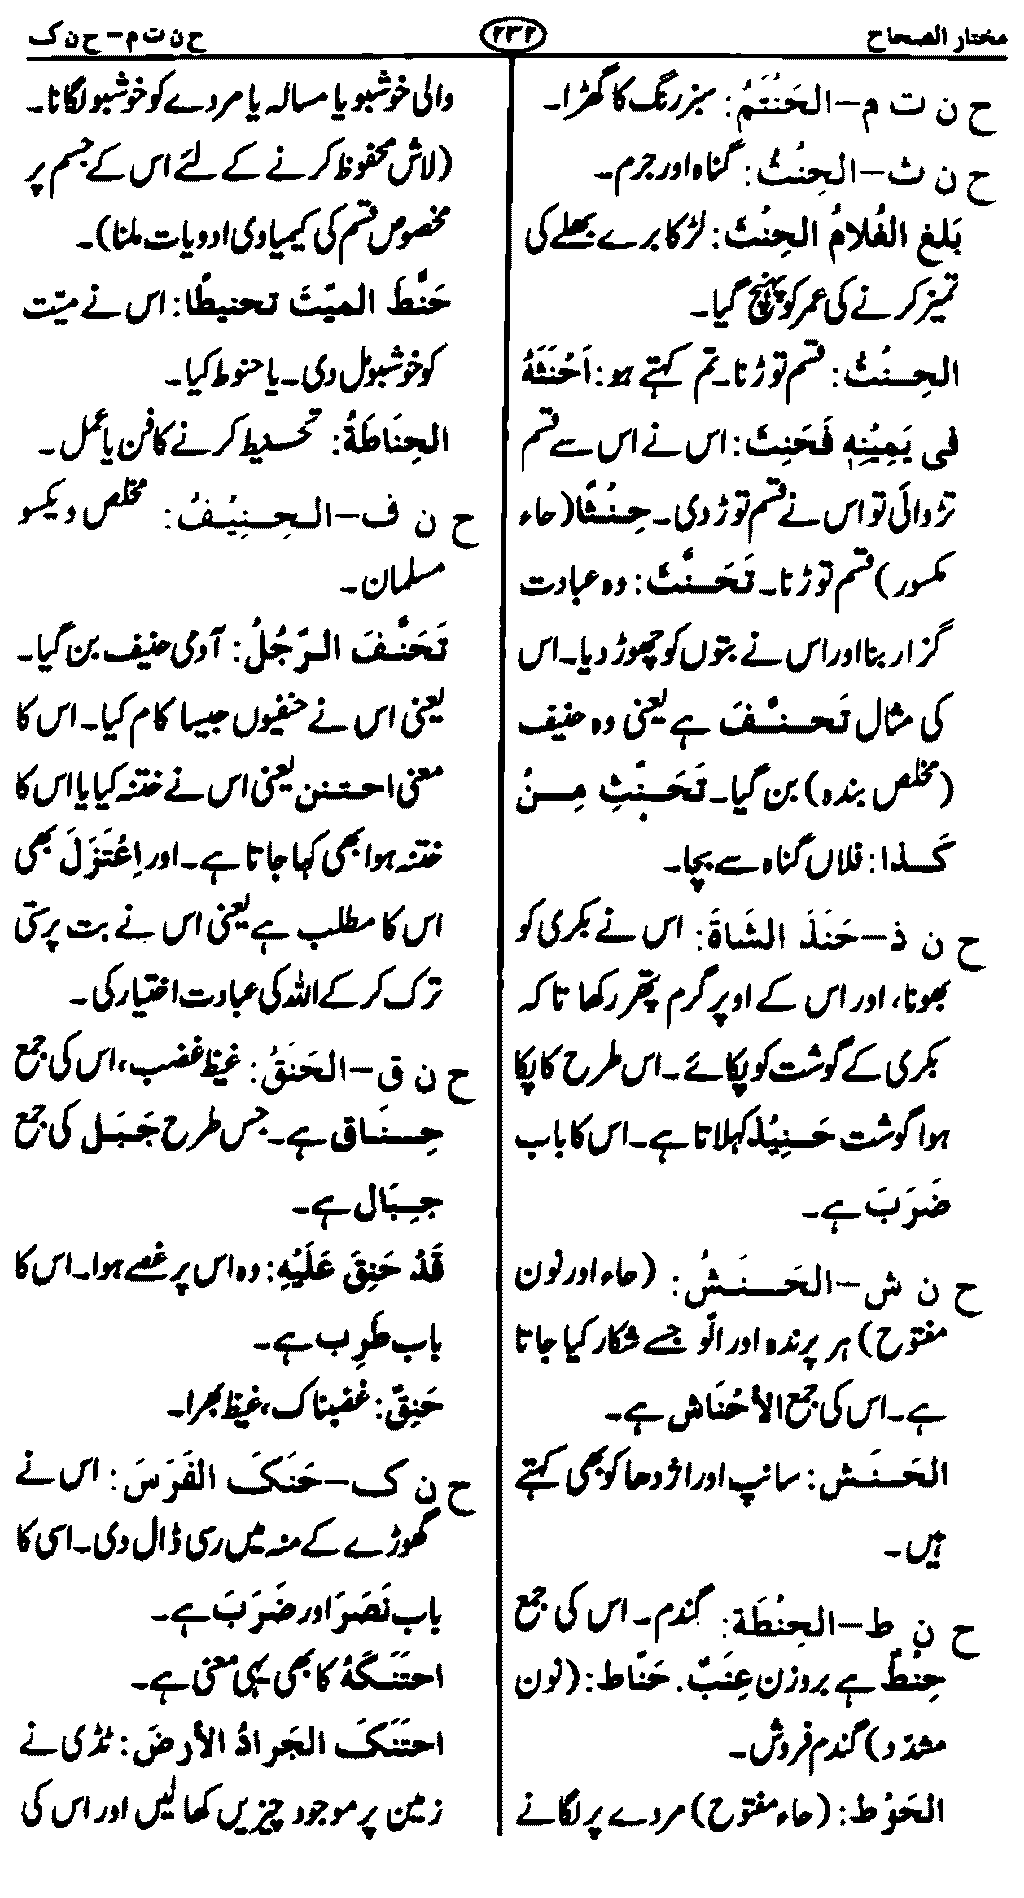 مختار الصحاح
۲۳۲
ح ن ت م – ح ن ک
ح ن ت م – الحَنْتَمُ: سبز رنگ کا گھڑا۔
ح ن ث – الحِنْثُ: گناہ اور جرم۔
بَلغ الغُلامُ الحِنْثَ: لڑکا برے بھلے کی
تمیز کرنے کی عمر کو پہنچ گیا۔
الحِنْثُ: قسم توڑنا۔ تم کہتے ہو: اَحْنَثَهُ
فی یَمِیْنِهٖ فَحَنِثَ: اس نے اس سے قسم
تڑوائی تو اس نے قسم توڑ دی۔ حِنْثًا (حاء
مکسور) قسم توڑنا۔ تَحَنَّثَ: وہ عبادت
گزار بنا اور اس نے بتوں کو چھوڑ دیا۔ اس
کی مثال تَحَنَّفَ ہے یعنی وہ حنیف
(مخلص بندہ) بن گیا۔ تَحَنَّثِ مِنْ
کَذا: فلاں گناہ سے بچا۔
ح ن ذ – حَنَذَ الشَاةَ: اس نے بکری کو
بھونا، اور اس کے اوپر گرم پتھر رکھا تا کہ
بکری کے گوشت کو پکائے۔ اس طرح کا پکا
ہوا گوشت حَنِیْذ کہلاتا ہے۔ اس کا باب
ضَرَبَ ہے۔
ح ن ش – الحَنَشُ: (حاء اور نون
مفتوح) ہر پرندہ اور الّو جسے شکار کیا جاتا
ہے۔ اس کی جمع الأحْنَاش ہے۔
الحَنَش: سانپ اور اژدھا کو بھی کہتے
ہیں۔
ح ن ط – الحِنْطَة: گندم۔ اس کی جمع
حِنْطٌ ہے بروزن عِنَبٌ. حَنَّاط: (نون
مشدّد) گندم فروش۔
الحَوْط: (حاء مفتوح) مردے پر لگانے
والی خوشبو یا مسالہ یا مردے کو خوشبو لگانا۔
(لاش محفوظ کرنے کے لئے اس کے جسم پر
مخصوص قسم کی کیمیاوی ادویات ملنا)۔
حَنَّطَ المیّتَ تحنیطًا: اس نے میّت
کو خوشبو مل دی۔ یا حنوط کیا۔
الحِنَاطَةُ: تحسیط کرنے کا فن یا عمل۔
ح ن ف – الحِنِیْفُ: مخلص و یکسو
مسلمان۔
تَحَنَّفَ الرّجُلُ: آدمی حنیف بن گیا۔
یعنی اس نے حنفیوں جیسا کام کیا۔ اس کا
معنی احتنن یعنی اس نے ختنہ کیا یا اس کا
ختنہ ہوا بھی کہا جاتا ہے۔ اور اِعْتَزَلَ بھی
اس کا مطلب ہے یعنی اس نے بت پرستی
ترک کر کے اللہ کی عبادت اختیار کی۔
ح ن ق – الحَنَقُ: غیظ غضب، اس کی جمع
حِنَاق ہے۔ جس طرح جَبَل کی جمع
جِبَال ہے۔
قَدْ حَنِقَ عَلَیْهِ: وہ اس پر غصے ہوا۔ اس کا
باب طَرِب ہے۔
حَنِقٌ: غضبناک، غیظ بھرا۔
ح ن ک – حَنَکَ الفَرَسَ: اس نے
گھوڑے کے منہ میں رسی ڈال دی۔ اسی کا
باب نَصَرَ اور ضَرَبَ ہے۔
احتَنَکَهُ کا بھی یہی معنی ہے۔
احتَنَکَ الجَرادُ الأرضَ: ٹڈی نے
زمین پر موجود چیزیں کھا لیں اور اس کی